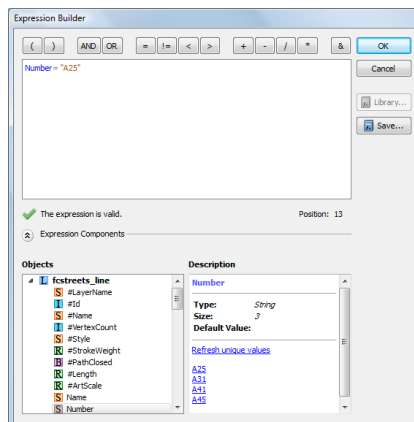 Expression Builder
( ) AND OR = != < > + - / * & OK
Number= "A25"
Cancel
Library...
Save...
The expression is valid. Position: 13
Expression Components
Objects
L fcstreets_line
S #LayerName
I #Id
S #Name
I #VertexCount
S #Style
R #StrokeWeight
B #PathClosed
R #Length
R #ArtScale
S Name
S Number
Description
Number
Type: String
Size: 3
Default Value:
Refresh unique values
A25
A31
A41
A45